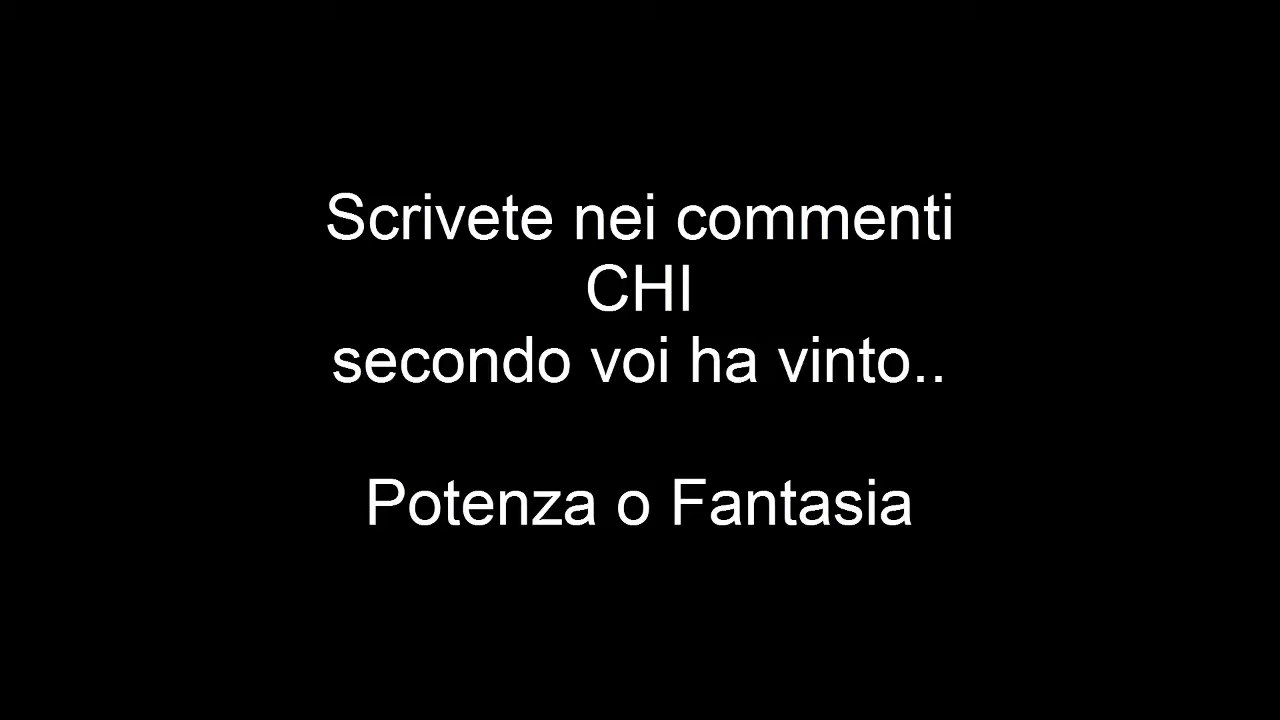 Scrivete nei commenti
CHI
secondo voi ha vinto..
Potenza o Fantasia